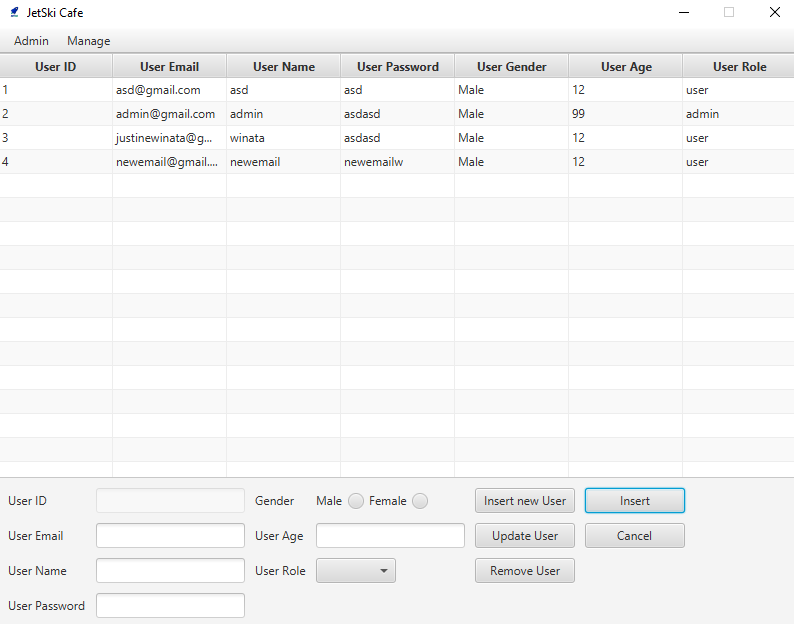 JetSki Cafe
Admin Manage
User ID User Email User Name User Password User Gender User Age User Role
1 asd@gmail.com asd asd Male 12 user
2 admin@gmail.com admin asdasd Male 99 admin
3 justinewinata@g... winata asdasd Male 12 user
4 newemail@gmail.... newemail newemailw Male 12 user
User ID Gender Male Female Insert new User Insert
User Email User Age Update User Cancel
User Name User Role Remove User
User Password